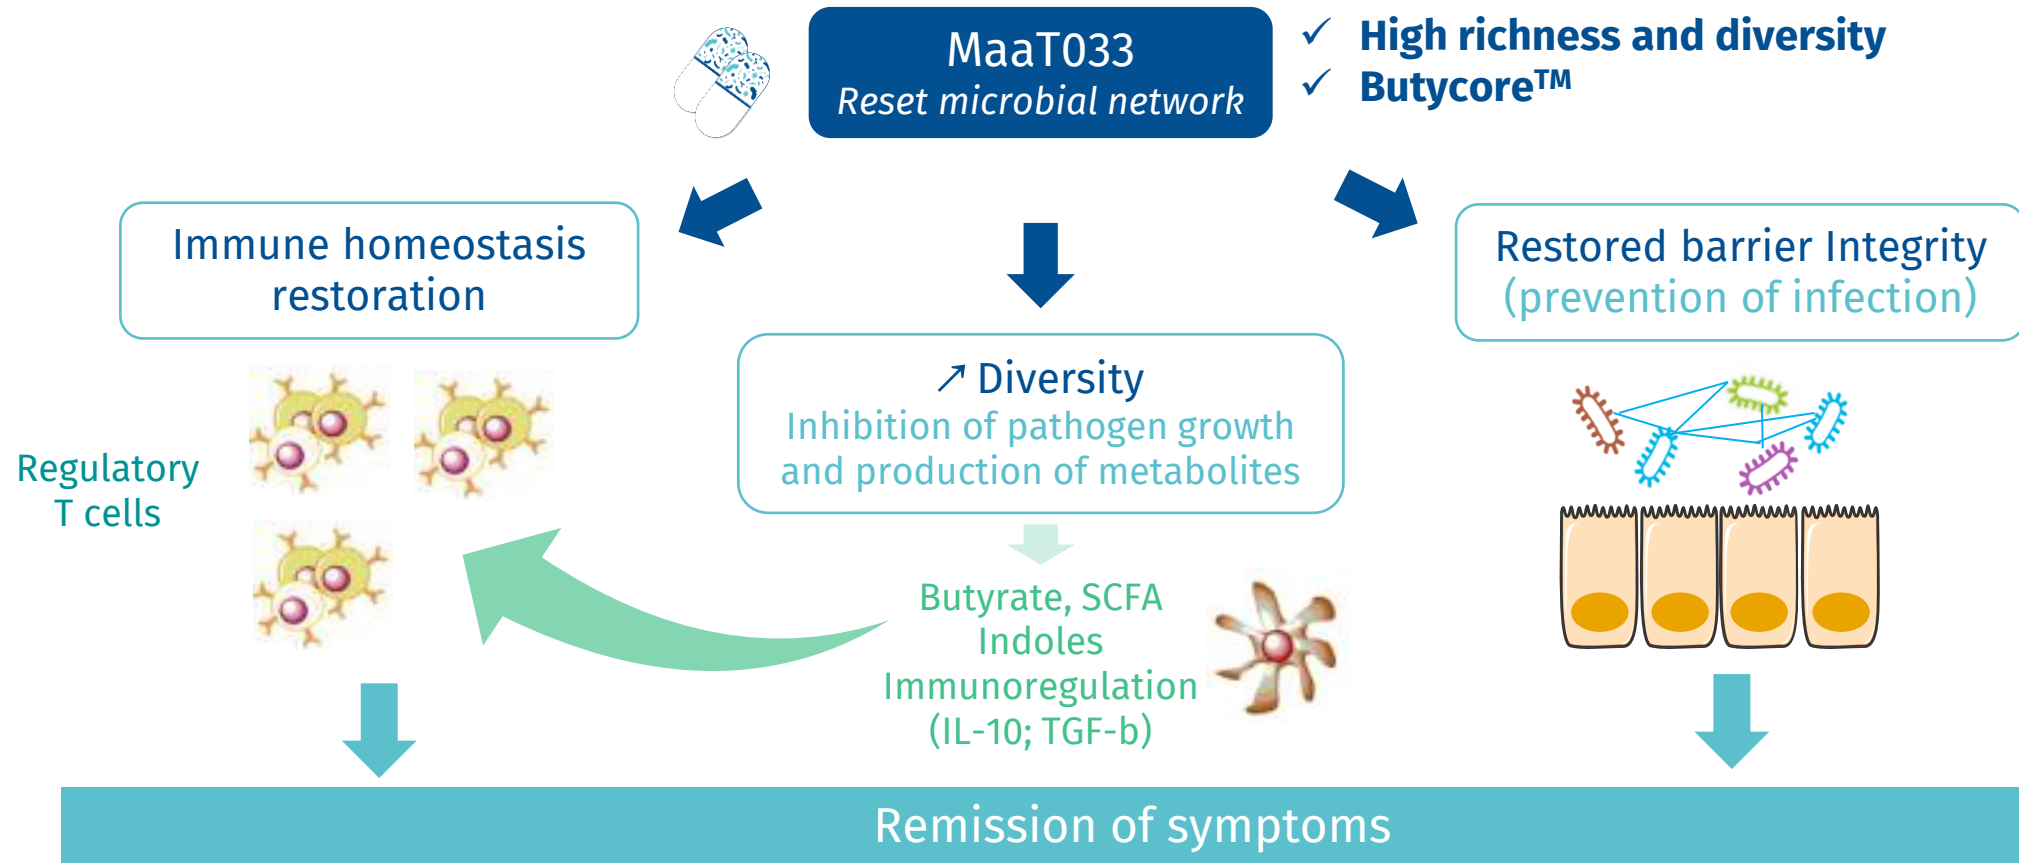 MaaT033
Reset microbial network
✓ High richness and diversity
✓ Butycore™
Immune homeostasis
restoration
Restored barrier Integrity
(prevention of infection)
↗ Diversity
Inhibition of pathogen growth
and production of metabolites
Regulatory
T cells
Butyrate, SCFA
Indoles
Immunoregulation
(IL-10; TGF-b)
Remission of symptoms